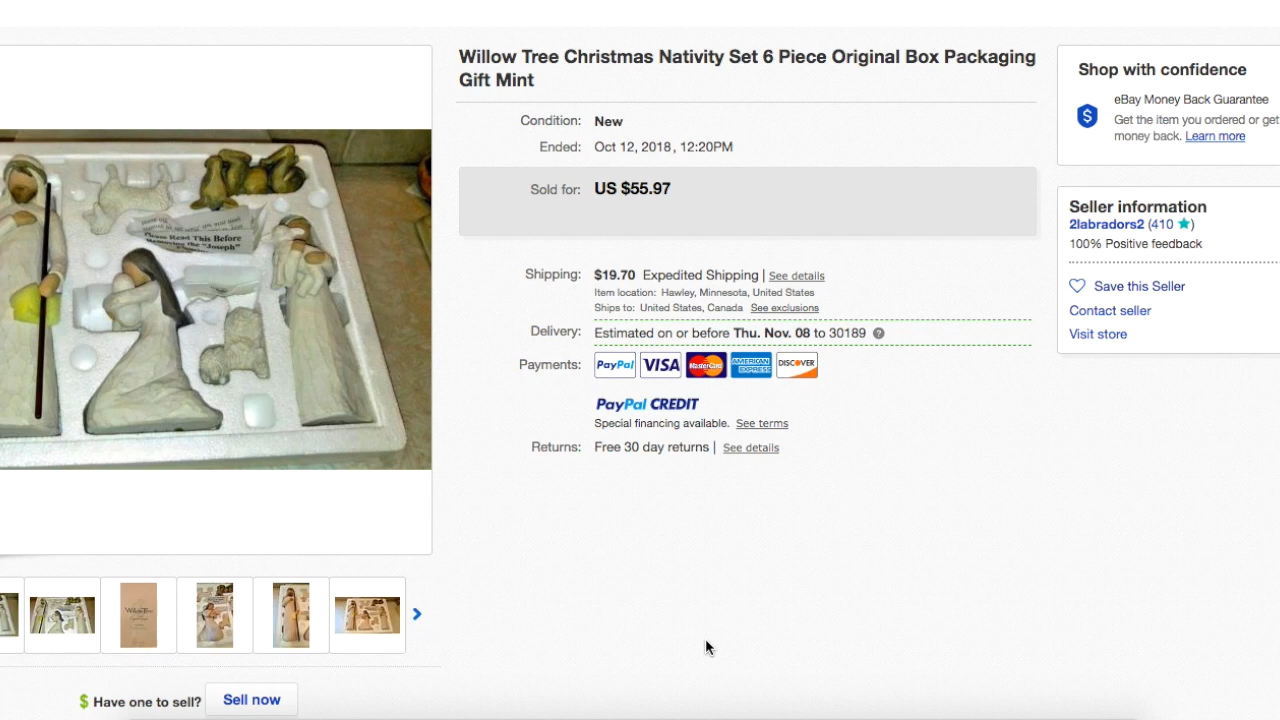 Willow Tree Christmas Nativity Set 6 Piece Original Box Packaging
Gift Mint
Condition: New
Ended: Oct 12, 2018, 12:20PM
Sold for: US $55.97
Shipping: $19.70 Expedited Shipping | See details
Item location: Hawley, Minnesota, United States
Ships to: United States, Canada See exclusions
Delivery: Estimated on or before Thu. Nov. 08 to 30189 ?
Payments: PayPal VISA MasterCard AMERICAN EXPRESS DISCOVER
PayPal CREDIT
Special financing available. See terms
Returns: Free 30 day returns | See details
Shop with confidence
$
eBay Money Back Guarantee
Get the item you ordered or get
money back. Learn more
Seller information
2labradors2 (410 ★)
100% Positive feedback
Save this Seller
Contact seller
Visit store
Please Read This Before
Removing the "Joseph"
Willow Tree
$ Have one to sell? Sell now